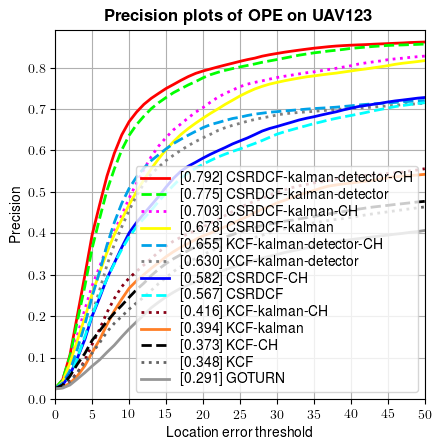 Precision plots of OPE on UAV123
0.8
0.7
0.6
0.5
0.4
0.3
0.2
0.1
0.0
Precision
[0.792] CSRDCF-kalman-detector-CH
[0.775] CSRDCF-kalman-detector
[0.703] CSRDCF-kalman-CH
[0.678] CSRDCF-kalman
[0.655] KCF-kalman-detector-CH
[0.630] KCF-kalman-detector
[0.582] CSRDCF-CH
[0.567] CSRDCF
[0.416] KCF-kalman-CH
[0.394] KCF-kalman
[0.373] KCF-CH
[0.348] KCF
[0.291] GOTURN
0 5 10 15 20 25 30 35 40 45 50
Location error threshold